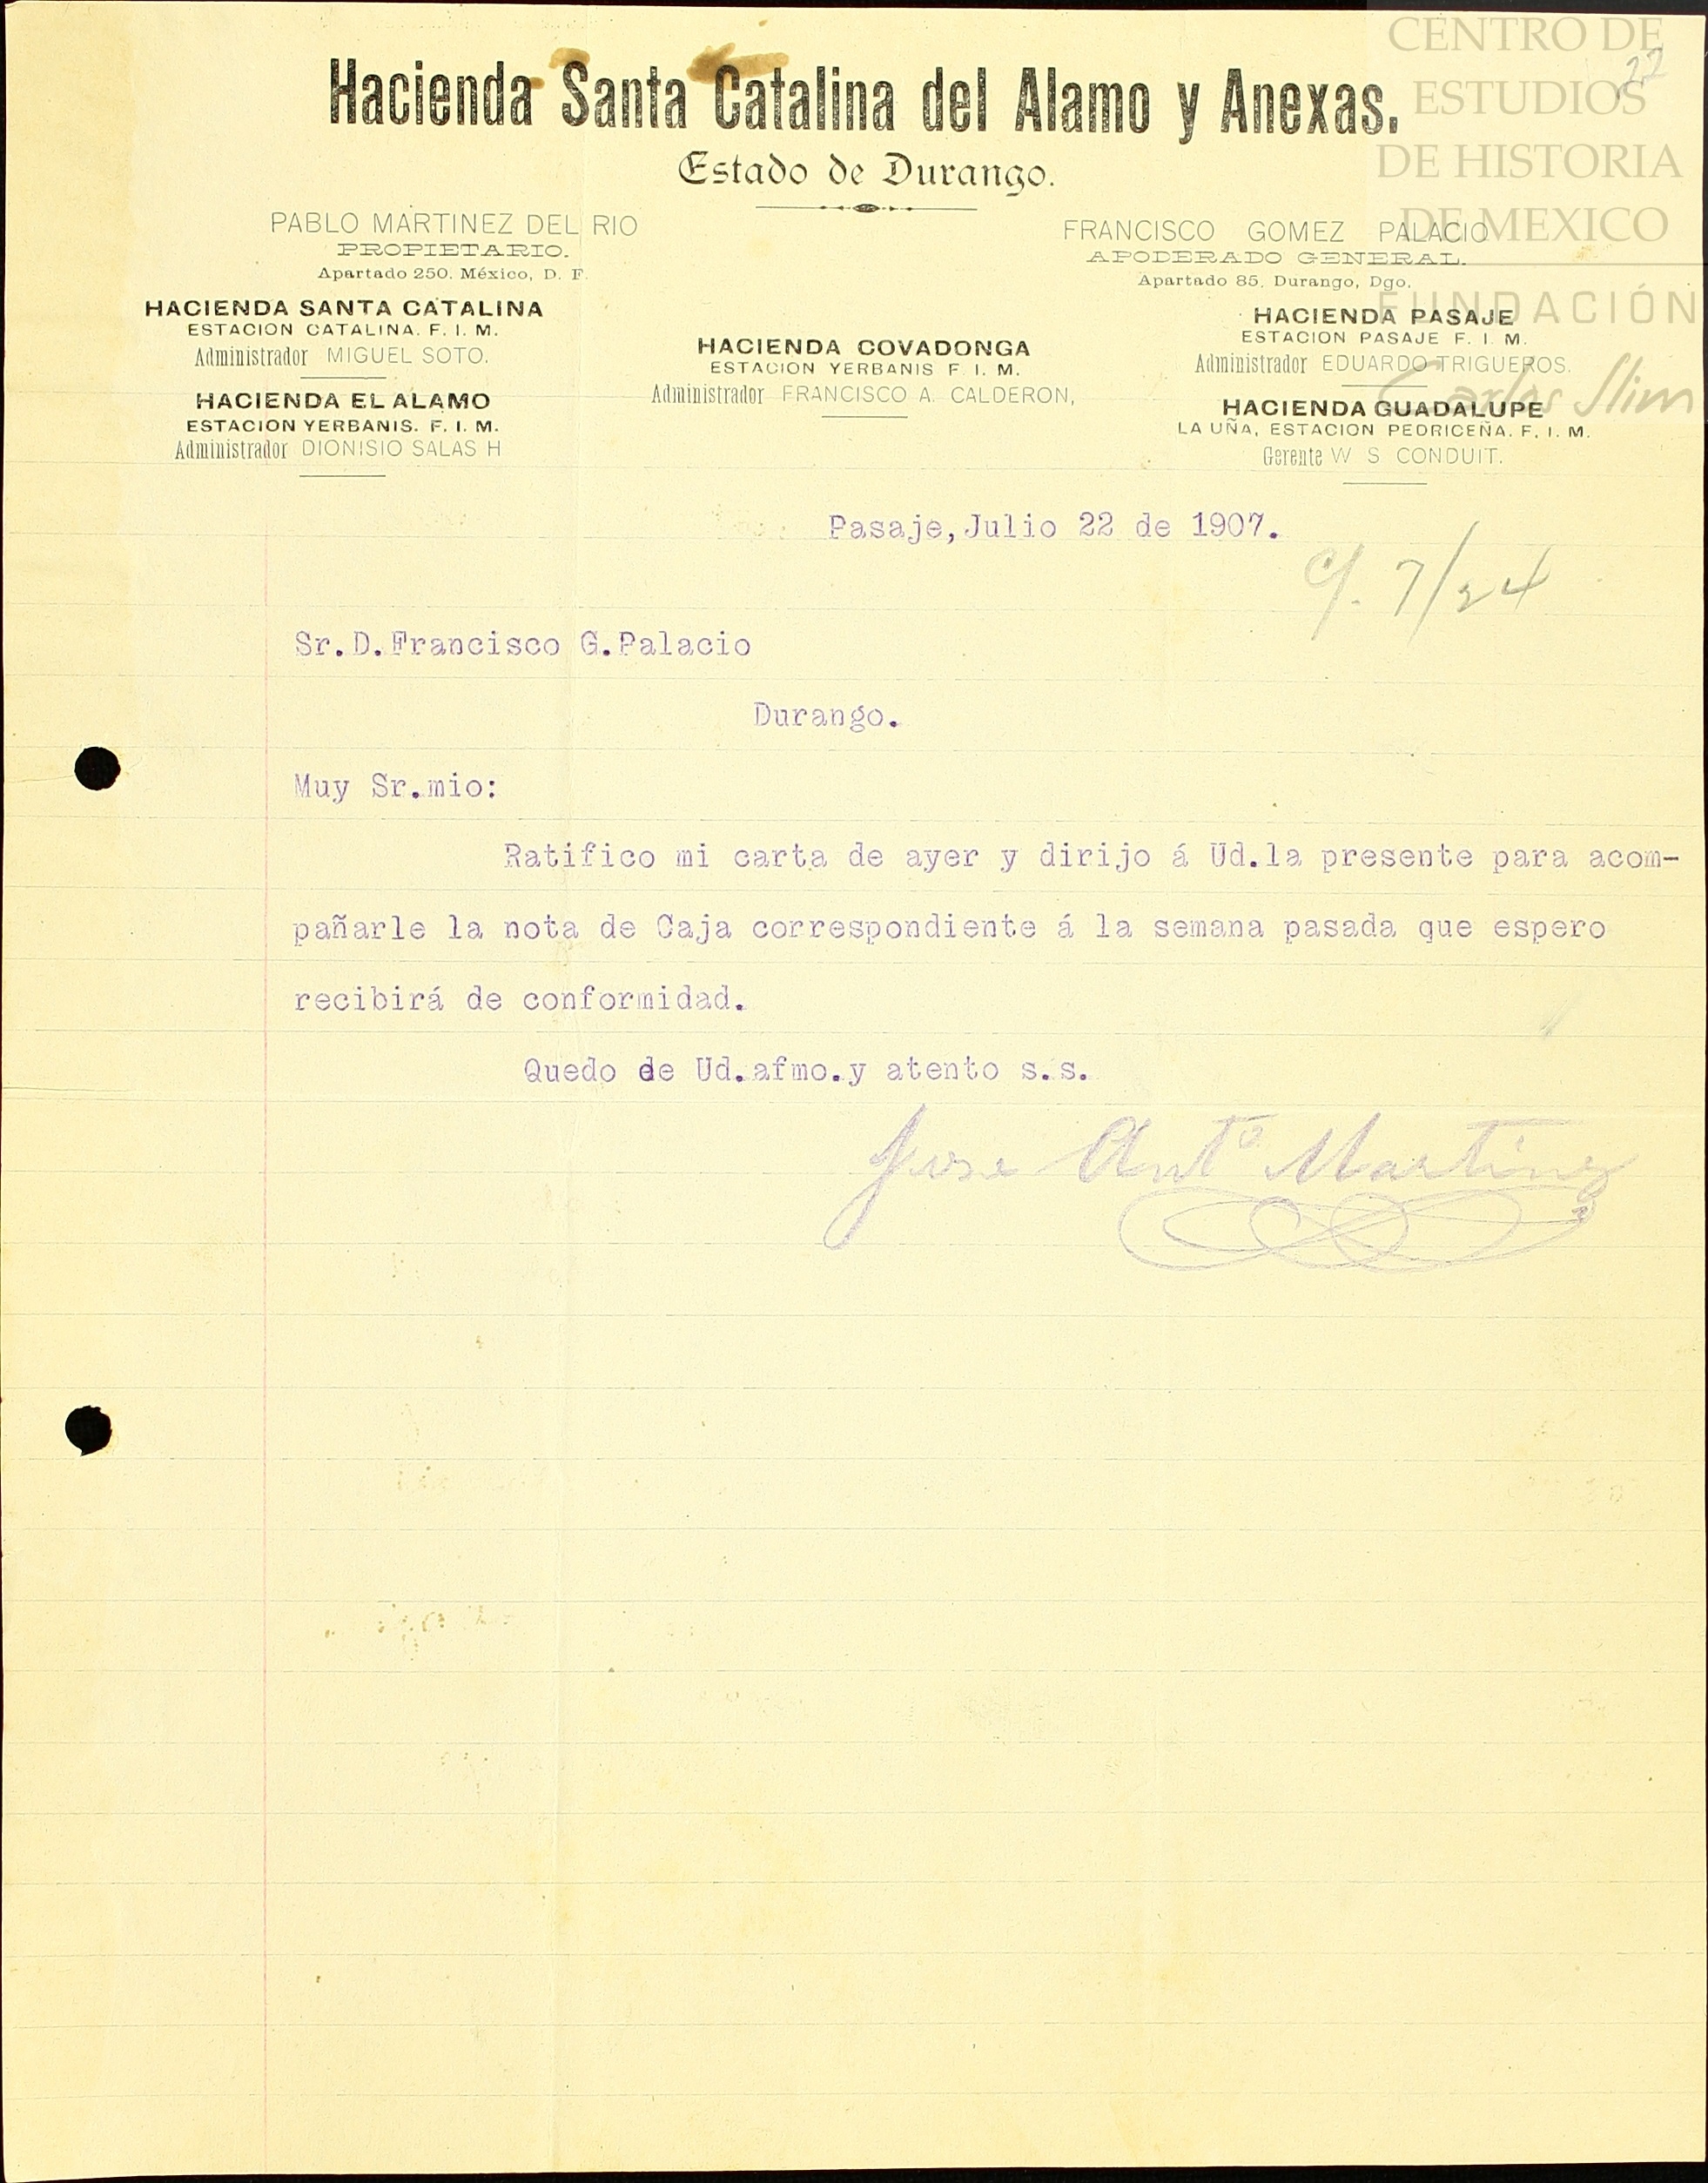 CENTRO DE
ESTUDIOS
DE HISTORIA
DE MEXICO
FUNDACIÓN
Carlos Slim
22
Hacienda Santa Catalina del Alamo y Anexas.
Estado de Durango.
PABLO MARTINEZ DEL RIO
PROPIETARIO.
Apartado 250. México, D. F.
FRANCISCO GOMEZ PALACIO
APODERADO GENERAL.
Apartado 85, Durango, Dgo.
HACIENDA SANTA CATALINA
ESTACION CATALINA. F. I. M.
Administrador MIGUEL SOTO.
HACIENDA EL ALAMO
ESTACION YERBANIS. F. I. M.
Administrador DIONISIO SALAS H
HACIENDA COVADONGA
ESTACION YERBANIS F. I. M.
Administrador FRANCISCO A. CALDERON,
HACIENDA PASAJE
ESTACION PASAJE F. I. M.
Administrador EDUARDO TRIGUEROS.
HACIENDA GUADALUPE
LA UÑA, ESTACION PEDRICEÑA. F. I. M.
Gerente W S CONDUIT.
Pasaje, Julio 22 de 1907.
C/. 7/24
Sr.D.Francisco G.Palacio
Durango.
Muy Sr.mio:
Ratifico mi carta de ayer y dirijo á Ud.la presente para acom-
pañarle la nota de Caja correspondiente á la semana pasada que espero
recibirá de conformidad.
Quedo de Ud.afmo.y atento s.s.
Jose Antº Martinez